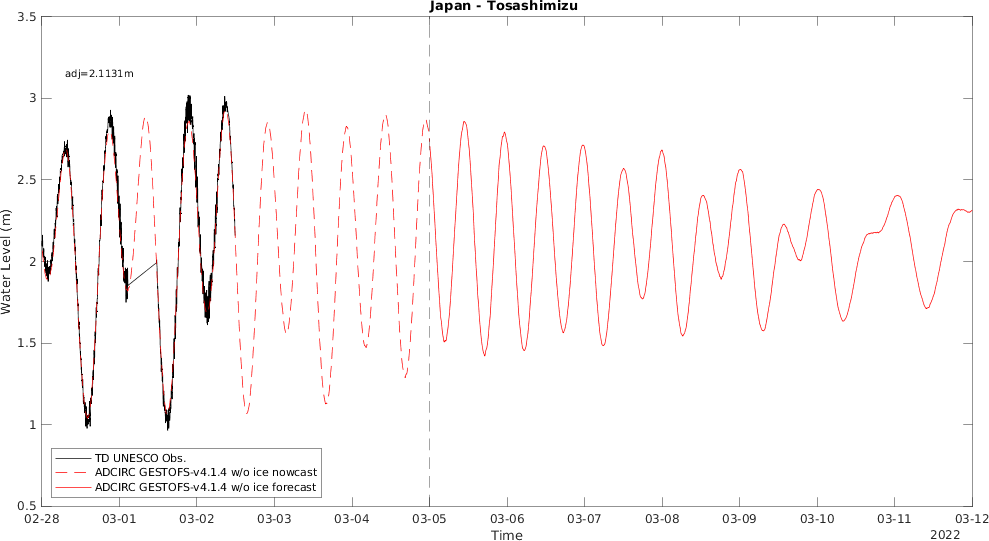 Japan - Tosashimizu
3.5
3
2.5
2
1.5
1
0.5
Water Level (m)
adj=2.1131m
TD UNESCO Obs.
ADCIRC GESTOFS-v4.1.4 w/o ice nowcast
ADCIRC GESTOFS-v4.1.4 w/o ice forecast
02-28 03-01 03-02 03-03 03-04 03-05 03-06 03-07 03-08 03-09 03-10 03-11 03-12
Time
2022